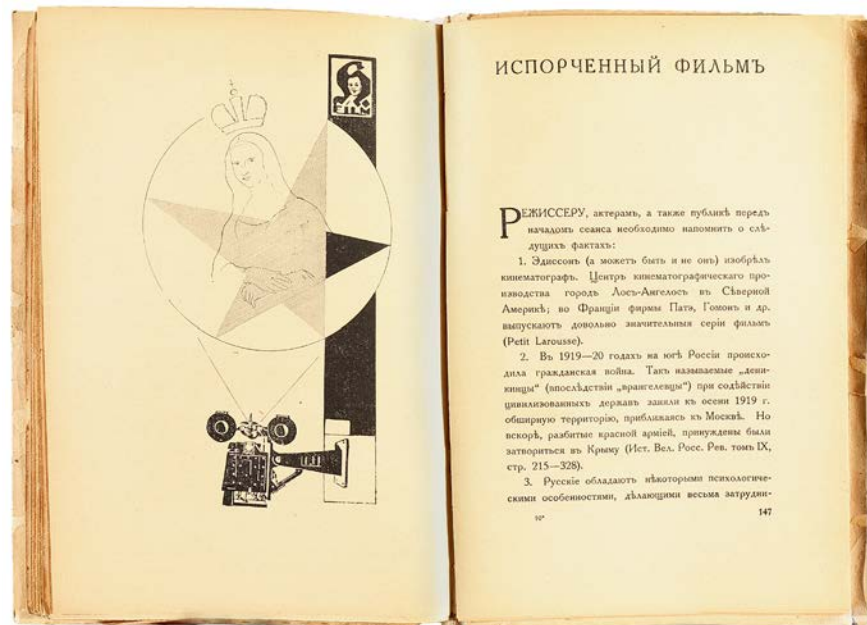 FILM
ИСПОРЧЕННЫЙ ФИЛЬМЪ
РЕЖИССЕРУ, актерамъ, а также публикѣ передъ
началомъ сеанса необходимо напомнить о слѣ-
дущихъ фактахъ:
1. Эдиссонъ (а можетъ быть и не онъ) изобрѣлъ
кинематографъ. Центръ кинематографическаго про-
изводства городъ Лосъ-Ангелосъ въ Сѣверной
Америкѣ; во Франціи фирмы Патэ, Гомонъ и др.
выпускаютъ довольно значительныя серіи фильмъ
(Petit Larousse).
2. Въ 1919—20 годахъ на югѣ Россіи происхо-
дила гражданская война. Такъ называемые „дени-
кинцы“ (впослѣдствіи „врангелевцы“) при содѣйствіи
цивилизованныхъ державъ заняли къ осени 1919 г.
обширную территорію, приближаясь къ Москвѣ. Но
вскорѣ, разбитые красной арміей, принуждены были
затвориться въ Крыму (Ист. Вел. Росс. Рев. томъ IX,
стр. 215—328).
3. Русскіе обладаютъ нѣкоторыми психологиче-
скими особенностями, дѣлающими весьма затрудни-
147